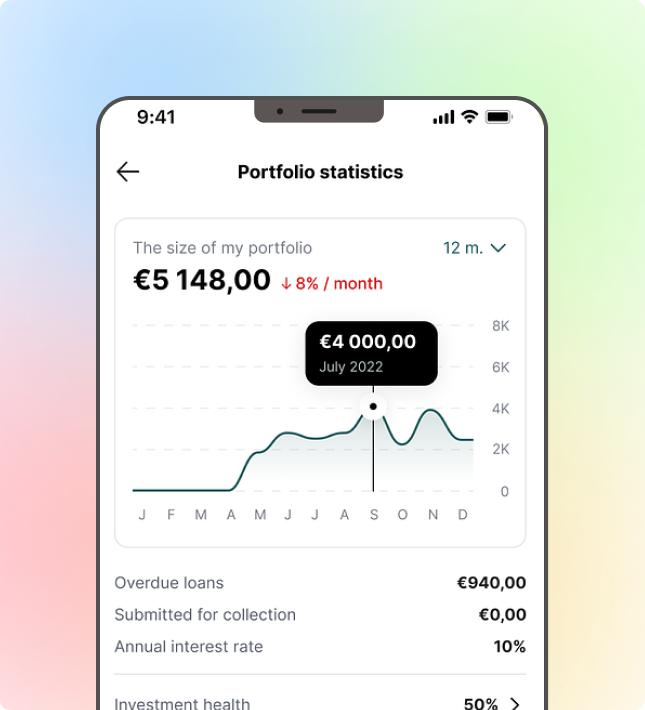 9:41
Portfolio statistics
The size of my portfolio 12 m.
€5 148,00 ↓ 8% / month
8K
€4 000,00
July 2022
6K
4K
2K
0
J F M A M J J A S O N D
Overdue loans €940,00
Submitted for collection €0,00
Annual interest rate 10%
Investment health 50%